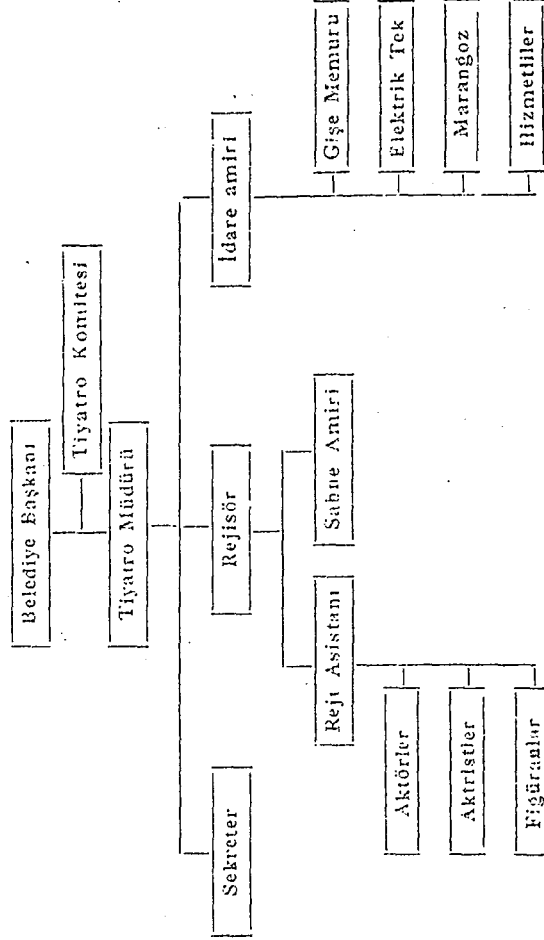 Belediye Başkanı
Tiyatro Komitesi
Tiyatro Müdürü
Sekreter
Rejisör
İdare amiri
Reji Asistanı
Sahne Amiri
Aktörler
Aktristler
Figüranlar
Gişe Memuru
Elektrik Tek
Marangoz
Hizmetliler